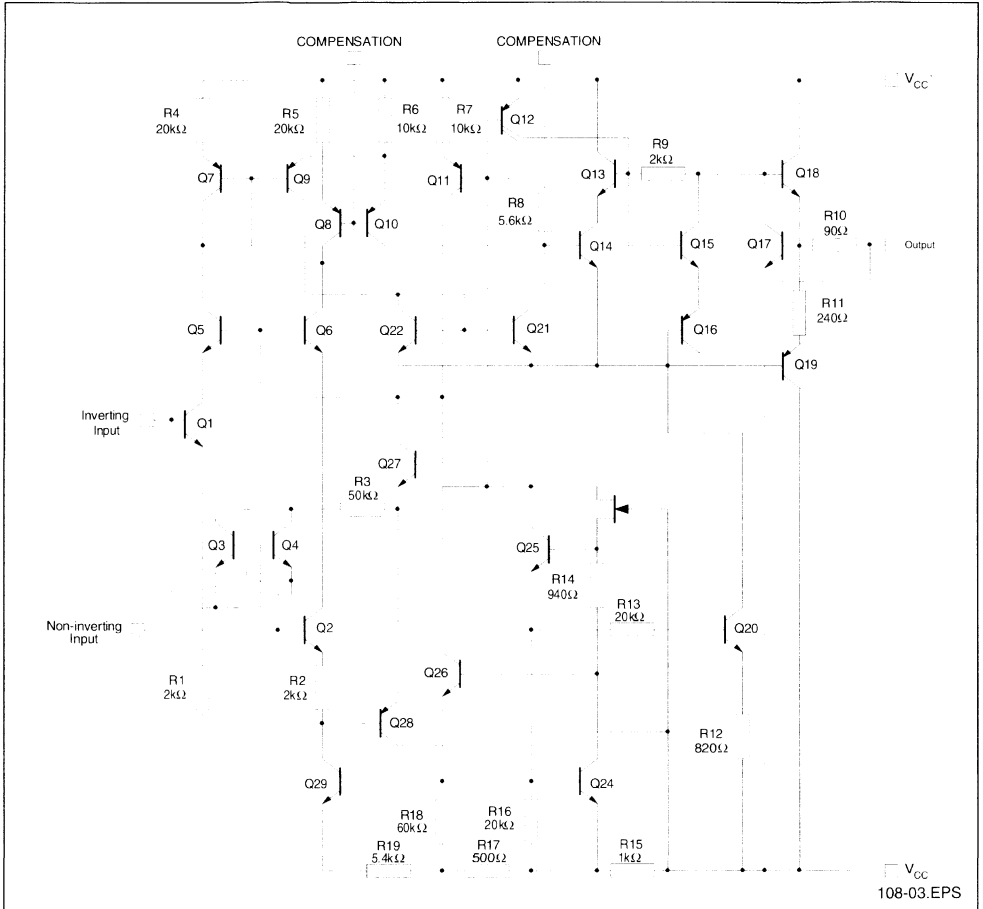 COMPENSATION
COMPENSATION
V_CC
R4
20kΩ
R5
20kΩ
R6
10kΩ
R7
10kΩ
Q12
R9
2kΩ
Q7
Q9
Q11
Q13
Q18
R8
5.6kΩ
Q8
Q10
R10
90Ω
Q14
Q15
Q17
Output
R11
240Ω
Q5
Q6
Q22
Q21
Q16
Q19
Inverting
Input
Q1
Q27
R3
50kΩ
Q3
Q4
Q25
R14
940Ω
R13
20kΩ
Non-inverting
Input
Q2
Q20
Q26
R1
2kΩ
R2
2kΩ
Q28
R12
820Ω
Q29
Q24
R18
60kΩ
R16
20kΩ
R19
5.4kΩ
R17
500Ω
R15
1kΩ
V_CC
108-03.EPS